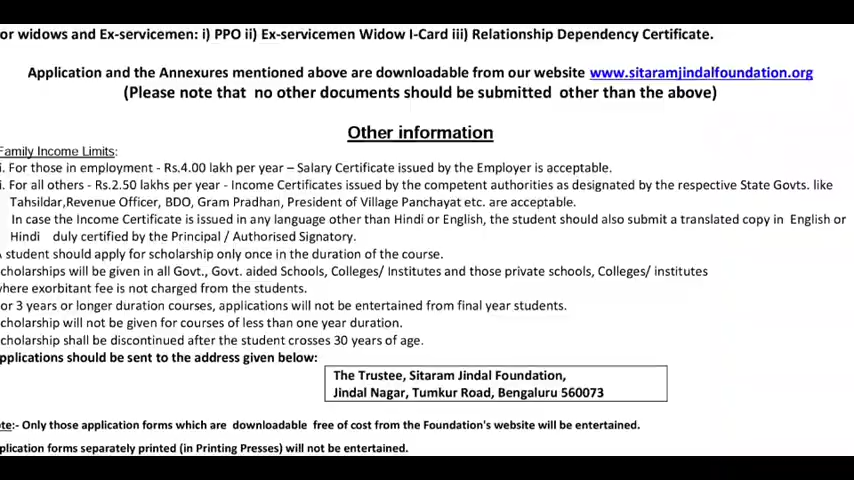 or widows and Ex-servicemen: i) PPO ii) Ex-servicemen Widow I-Card iii) Relationship Dependency Certificate.
Application and the Annexures mentioned above are downloadable from our website www.sitaramjindalfoundation.org
(Please note that no other documents should be submitted other than the above)
Other information
Family Income Limits:
i. For those in employment - Rs.4.00 lakh per year – Salary Certificate issued by the Employer is acceptable.
i. For all others - Rs.2.50 lakhs per year - Income Certificates issued by the competent authorities as designated by the respective State Govts. like
Tahsildar,Revenue Officer, BDO, Gram Pradhan, President of Village Panchayat etc. are acceptable.
In case the Income Certificate is issued in any language other than Hindi or English, the student should also submit a translated copy in English or
Hindi duly certified by the Principal / Authorised Signatory.
A student should apply for scholarship only once in the duration of the course.
cholarships will be given in all Govt., Govt. aided Schools, Colleges/ Institutes and those private schools, Colleges/ institutes
where exorbitant fee is not charged from the students.
or 3 years or longer duration courses, applications will not be entertained from final year students.
cholarship will not be given for courses of less than one year duration.
cholarship shall be discontinued after the student crosses 30 years of age.
pplications should be sent to the address given below:
The Trustee, Sitaram Jindal Foundation,
Jindal Nagar, Tumkur Road, Bengaluru 560073
ote:- Only those application forms which are downloadable free of cost from the Foundation's website will be entertained.
plication forms separately printed (in Printing Presses) will not be entertained.